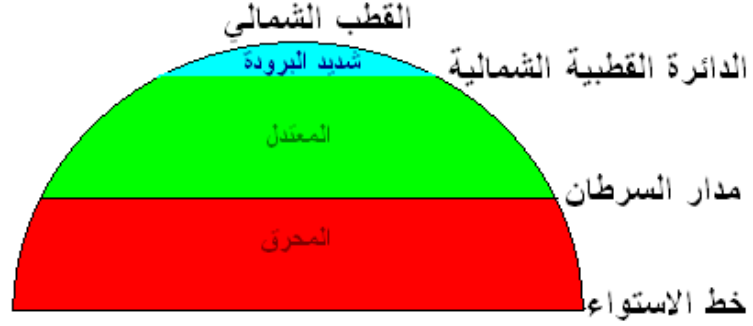 القطب الشمالي
شديد البرودة
الدائرة القطبية الشمالية
المعتدل
مدار السرطان
المحرق
خط الاستواء